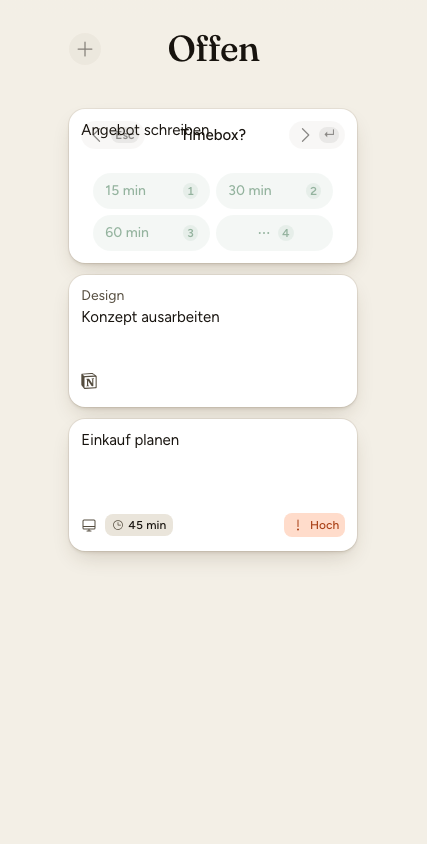 Offen
Angebot schreiben
Esc
Timebox?
15 min 1
30 min 2
60 min 3
... 4
Design
Konzept ausarbeiten
N
Einkauf planen
45 min
! Hoch